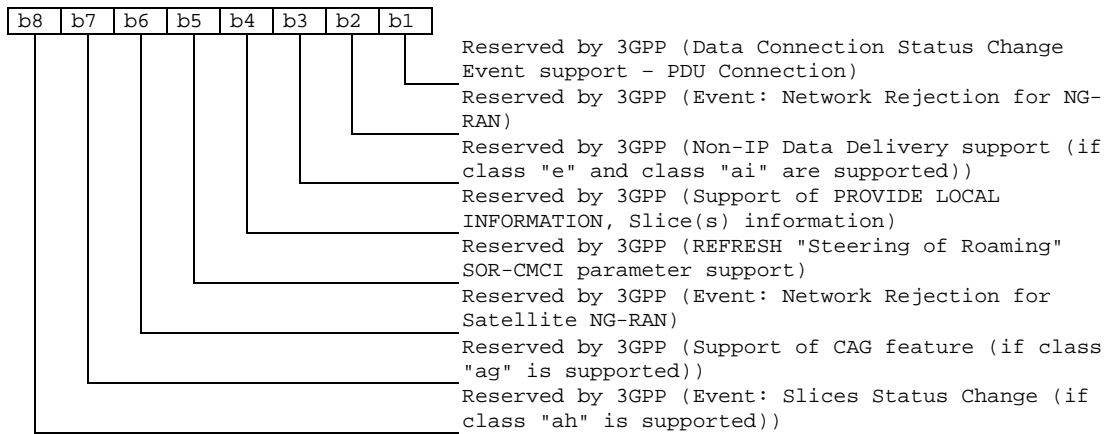 b8 b7 b6 b5 b4 b3 b2 b1
Reserved by 3GPP (Data Connection Status Change
Event support – PDU Connection)
Reserved by 3GPP (Event: Network Rejection for NG-
RAN)
Reserved by 3GPP (Non-IP Data Delivery support (if
class "e" and class "ai" are supported))
Reserved by 3GPP (Support of PROVIDE LOCAL
INFORMATION, Slice(s) information)
Reserved by 3GPP (REFRESH "Steering of Roaming"
SOR-CMCI parameter support)
Reserved by 3GPP (Event: Network Rejection for
Satellite NG-RAN)
Reserved by 3GPP (Support of CAG feature (if class
"ag" is supported))
Reserved by 3GPP (Event: Slices Status Change (if
class "ah" is supported))